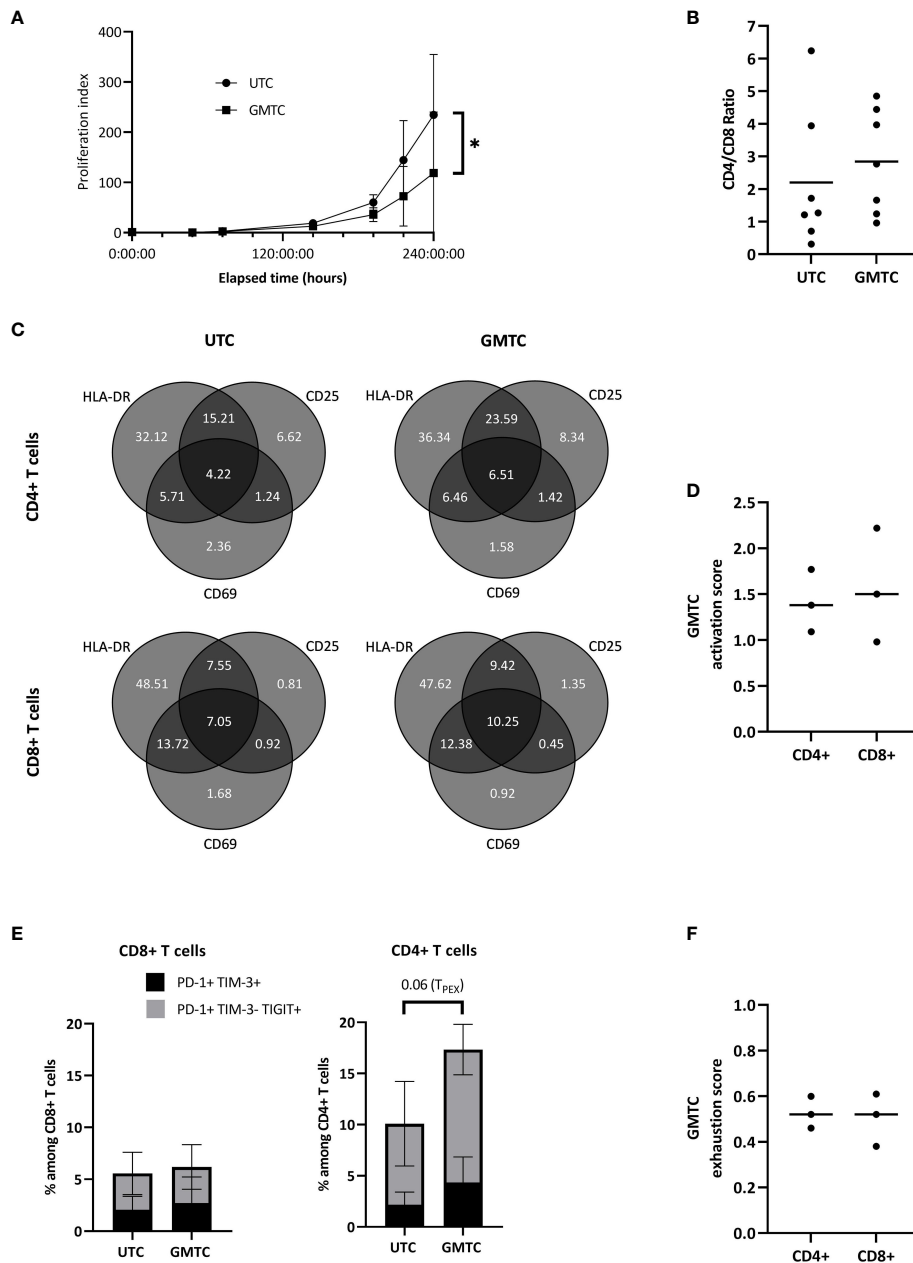 A
Proliferation index
400
300
200
100
0
UTC
GMTC
*
0:00:00
120:00:00
240:00:00
Elapsed time (hours)
B
CD4/CD8 Ratio
7
6
5
4
3
2
1
0
UTC
GMTC
C
UTC
GMTC
CD4+ T cells
HLA-DR
CD25
15.21
32.12
6.62
4.22
5.71
1.24
2.36
CD69
HLA-DR
CD25
23.59
36.34
8.34
6.51
6.46
1.42
1.58
CD69
CD8+ T cells
HLA-DR
CD25
7.55
48.51
0.81
7.05
13.72
0.92
1.68
CD69
HLA-DR
CD25
9.42
47.62
1.35
10.25
12.38
0.45
0.92
CD69
D
GMTC
activation score
2.5
2.0
1.5
1.0
0.5
0.0
CD4+
CD8+
E
CD8+ T cells
PD-1+ TIM-3+
PD-1+ TIM-3- TIGIT+
% among CD8+ T cells
20
15
10
5
0
UTC
GMTC
CD4+ T cells
0.06 (TPEX)
% among CD4+ T cells
20
15
10
5
0
UTC
GMTC
F
GMTC
exhaustion score
1.0
0.8
0.6
0.4
0.2
0.0
CD4+
CD8+